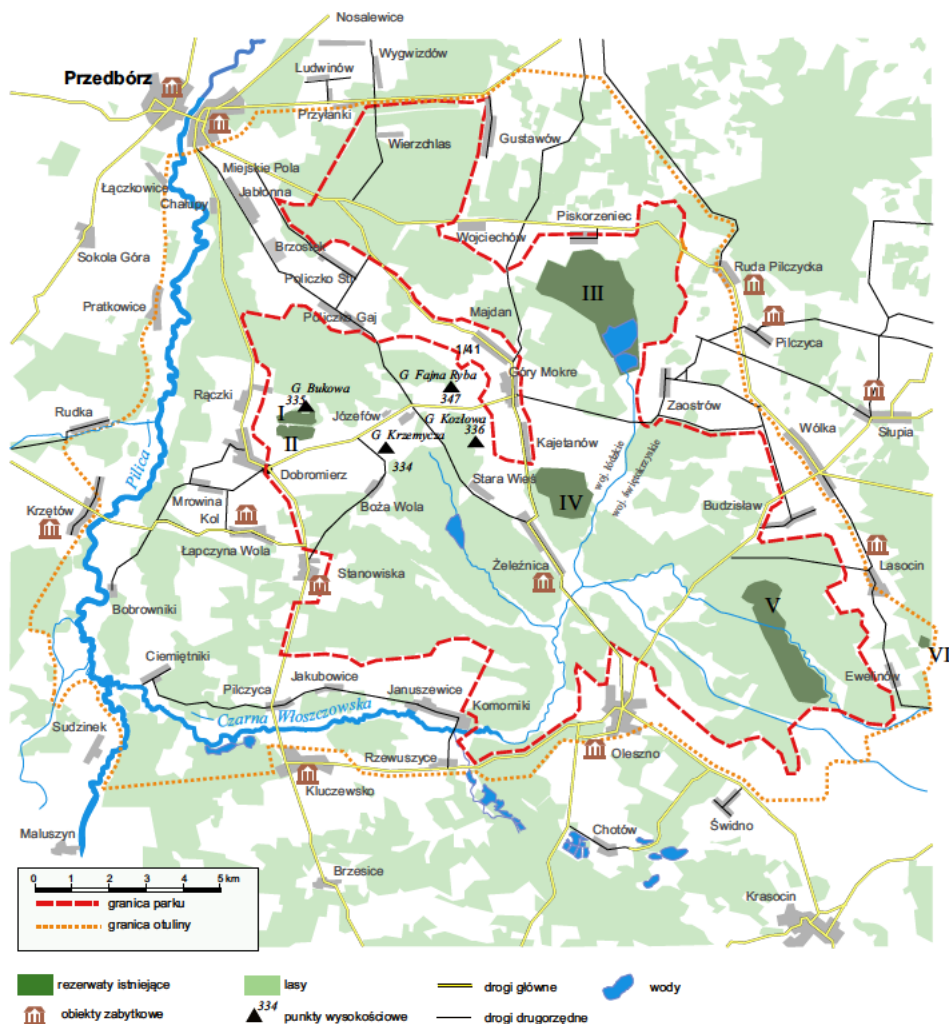 Nosalewice
Wygwizdów
Ludwinów
Przedbórz
Przyłanki
Wierzchlas
Gustawów
Miejskie Pola
Łączkowice
Jabłonna
Chałupy
Piskorzeniec
Wojciechów
Sokola Góra
Brzostek
Policzko Str
Ruda Pilczycka
III
Pratkowice
Policzka Gaj
Majdan
Pilczyca
1/41
Góry Mokre
G Fajna Ryba
347
G Bukowa
335
Rączki
I
Józefów
G Kozłowa
336
Zaostrów
Rudka
II
G Krzemycza
334
Kajetanów
Wólka
Słupia
Dobromierz
woj. łódzkie
woj. świętokrzyskie
Pilica
Stara Wieś
Mrowina
Kol
Boża Wola
IV
Budzisław
Krzętów
Łapczyna Wola
Stanowiska
Żeleźnica
Lasocin
Bobrowniki
V
VI
Ciemiętniki
Ewelinów
Pilczyca
Jakubowice
Januszewice
Komorniki
Czarna Włoszczowska
Sudzinek
Rzewuszyce
Oleszno
Kluczewsko
Maluszyn
Chotów
Świdno
Brzesice
Krasocin
0 1 2 3 4 5 km
granica parku
granica otuliny
rezerwaty istniejące
lasy
drogi główne
wody
obiekty zabytkowe
334
punkty wysokościowe
drogi drugorzędne